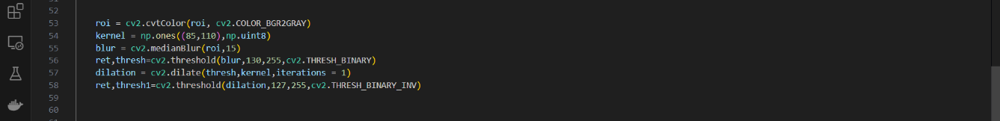 51
52
53 roi = cv2.cvtColor(roi, cv2.COLOR_BGR2GRAY)
54 kernel = np.ones((85,110),np.uint8)
55 blur = cv2.medianBlur(roi,15)
56 ret,thresh=cv2.threshold(blur,130,255,cv2.THRESH_BINARY)
57 dilation = cv2.dilate(thresh,kernel,iterations = 1)
58 ret,thresh1=cv2.threshold(dilation,127,255,cv2.THRESH_BINARY_INV)
59
60
61